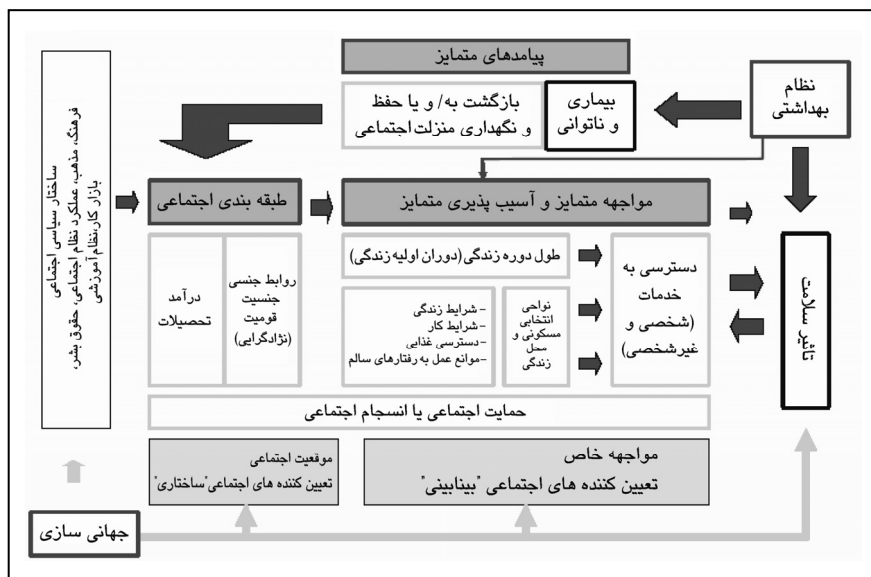 پیامدهای متمایز
نظام
بهداشتی
بیماری
و ناتوانی
بازگشت به/ و یا حفظ
و نگهداری منزلت اجتماعی
ساختار سیاسی اجتماعی
فرهنگ، مذهب، عملکرد نظام اجتماعی، حقوق بشر،
بازار کار،نظام آموزشی
طبقه بندی اجتماعی
مواجهه متمایز و آسیب پذیری متمایز
تاثیر سلامت
درآمد
تحصیلات
روابط جنسی
جنسیت
قومیت
(نژادگرایی)
طول دوره زندگی(دوران اولیه زندگی)
-شرایط زندگی
-شرایط کار
-دسترسی غذایی
-موانع عمل به رفتارهای سالم
نواحی
انتخابی
مسکونی و
محل
زندگی
دسترسی به
خدمات
(شخصی و
غیرشخصی)
حمایت اجتماعی یا انسجام اجتماعی
موقعیت اجتماعی
تعیین کننده های اجتماعی"ساختاری"
مواجهه خاص
تعیین کننده های اجتماعی "بینابینی"
جهانی سازی